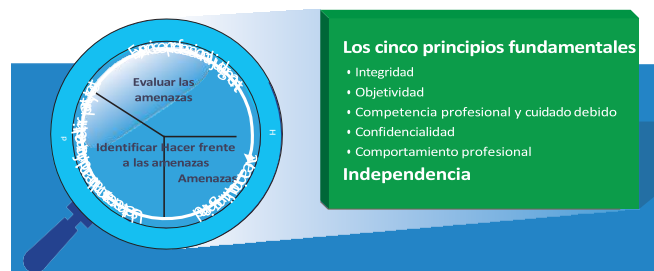 Evaluar las
amenazas
Identificar Hacer frente
a las amenazas
Amenazas
P
H
Los cinco principios fundamentales
• Integridad
• Objetividad
• Competencia profesional y cuidado debido
• Confidencialidad
• Comportamiento profesional
Independencia